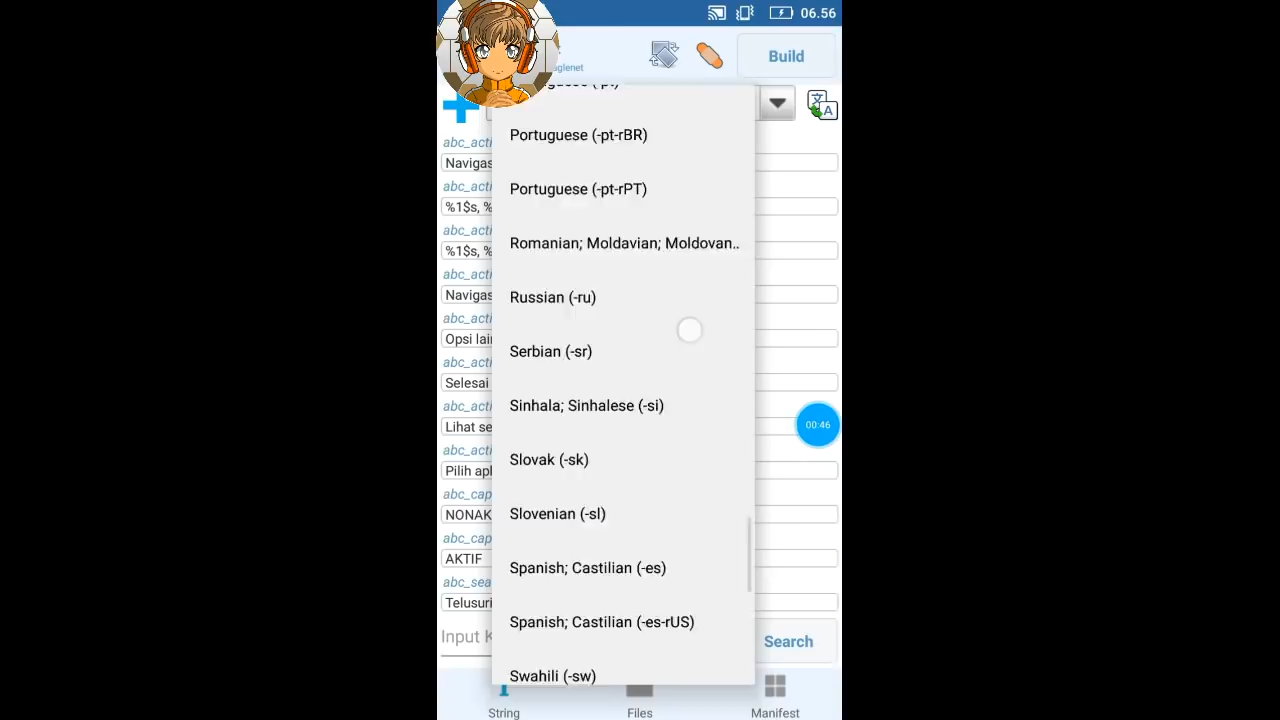 06.56
Build
Portuguese (-pt-rBR)
Portuguese (-pt-rPT)
Romanian; Moldavian; Moldovan..
Russian (-ru)
Serbian (-sr)
Sinhala; Sinhalese (-si)
Slovak (-sk)
Slovenian (-sl)
Spanish; Castilian (-es)
Spanish; Castilian (-es-rUS)
Swahili (-sw)
abc_acti
Navigas
abc_acti
%1$s, %
abc_acti
%1$s, %
abc_acti
Navigas
abc_acti
Opsi lai
abc_acti
Selesai
abc_acti
Lihat se
abc_acti
Pilih apl
abc_cap
NONAK
abc_cap
AKTIF
abc_sea
Telusuri
00:46
Input K
Search
String
Files
Manifest